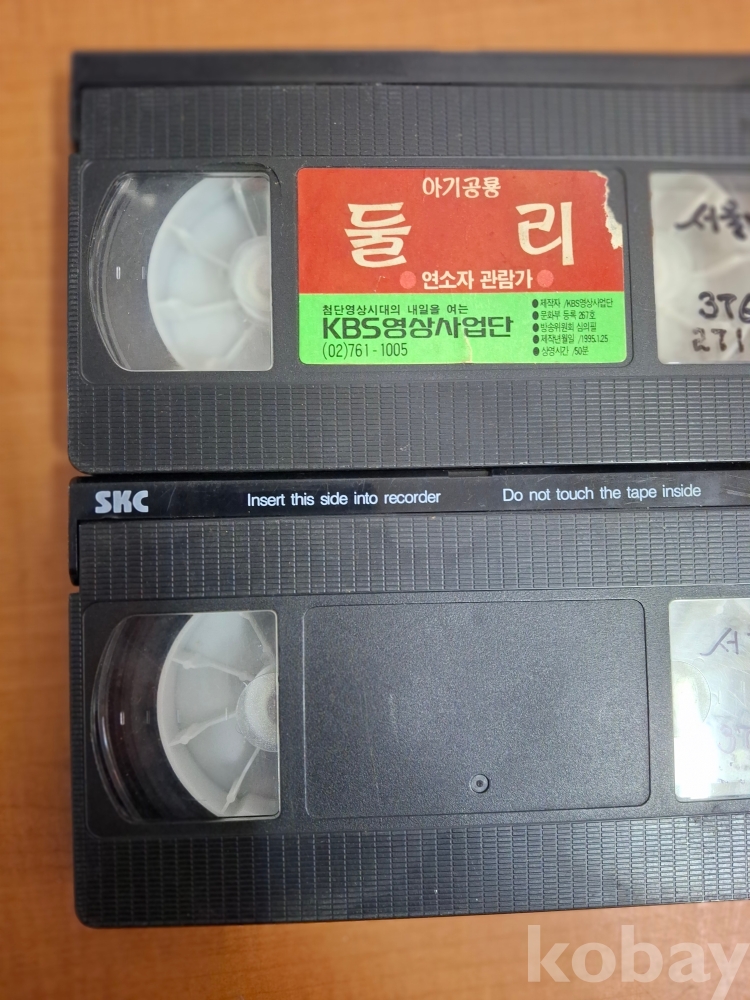 아기공룡
둘 리
연소자 관람가
첨단영상시대의 내일을 여는
KBS영상사업단
(02)761-1005
● 제작자 /KBS영상사업단
● 문화부 등록 267호
● 방송위원회 심의필
● 제작년월일 /1995.1.25.
● 상영시간 /50분
서울
SKC
Insert this side into recorder
Do not touch the tape inside
서
kobay